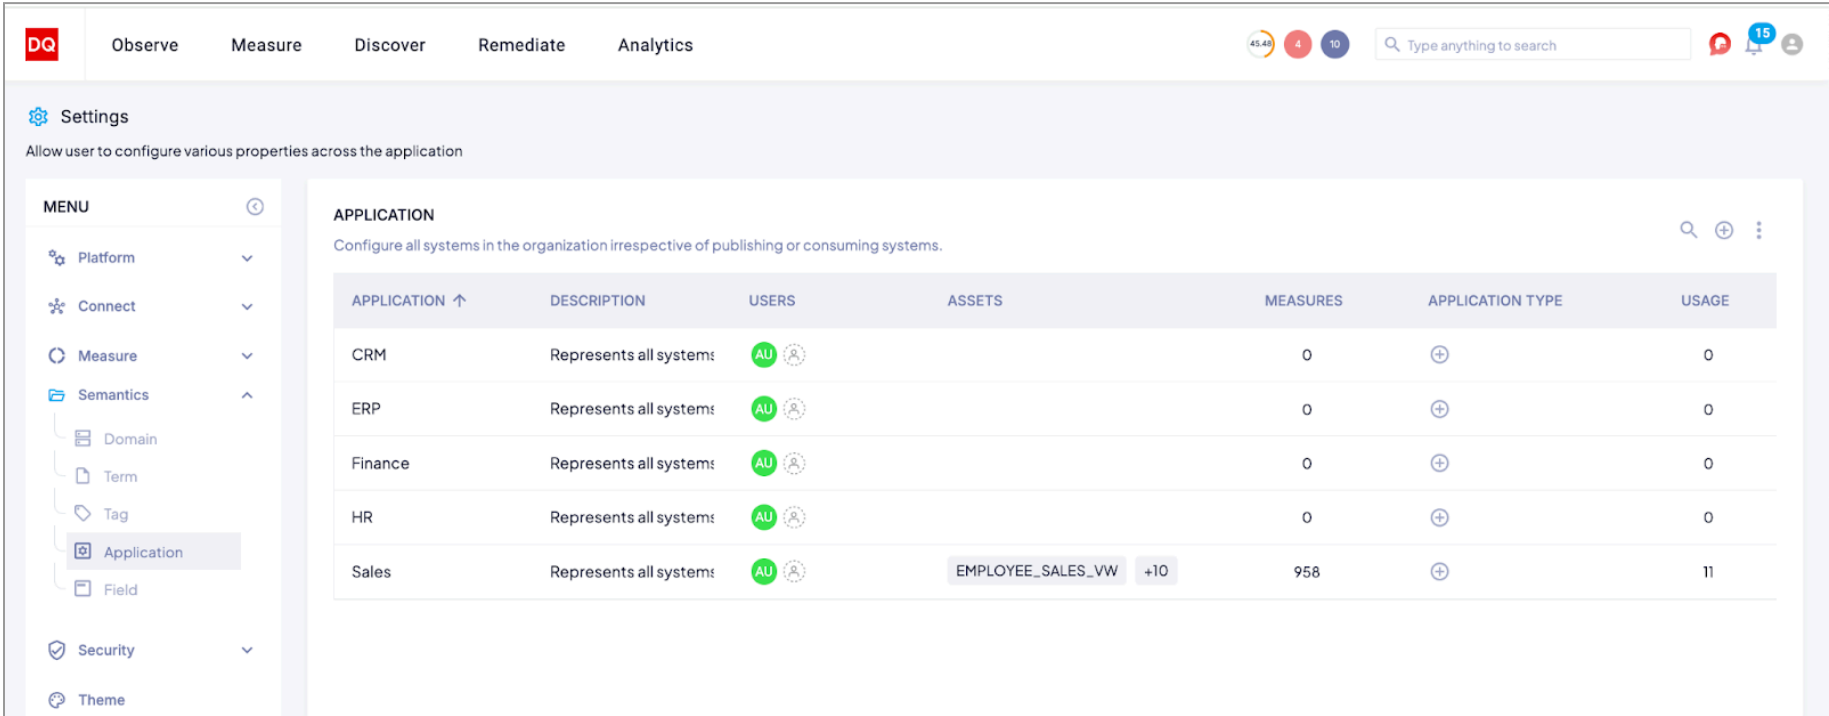 DQ Observe Measure Discover Remediate Analytics 45.48 4 10 Type anything to search 15
Settings
Allow user to configure various properties across the application
MENU
Platform
Connect
Measure
Semantics
Domain
Term
Tag
Application
Field
Security
Theme
APPLICATION
Configure all systems in the organization irrespective of publishing or consuming systems.
APPLICATION DESCRIPTION USERS ASSETS MEASURES APPLICATION TYPE USAGE
CRM Represents all systems AU 0 0
ERP Represents all systems AU 0 0
Finance Represents all systems AU 0 0
HR Represents all systems AU 0 0
Sales Represents all systems AU EMPLOYEE_SALES_VW +10 958 11